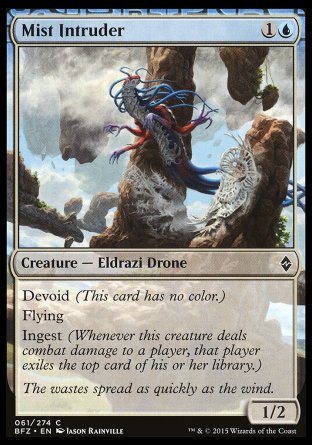 Mist Intruder 1
Creature — Eldrazi Drone
Devoid (This card has no color.)
Flying
Ingest (Whenever this creature deals
combat damage to a player, that player
exiles the top card of his or her library.)
The wastes spread as quickly as the wind.
1/2
061/274 C
BFZ • EN Jason Rainville ™ & © 2015 Wizards of the Coast